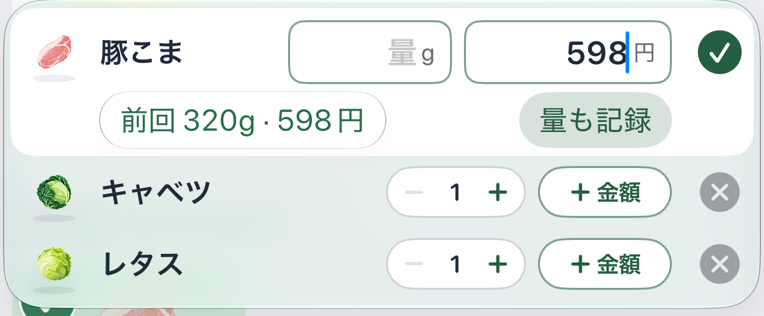 豚こま 量g 598円
前回 320g · 598円 量も記録
キャベツ − 1 + + 金額
レタス − 1 + + 金額